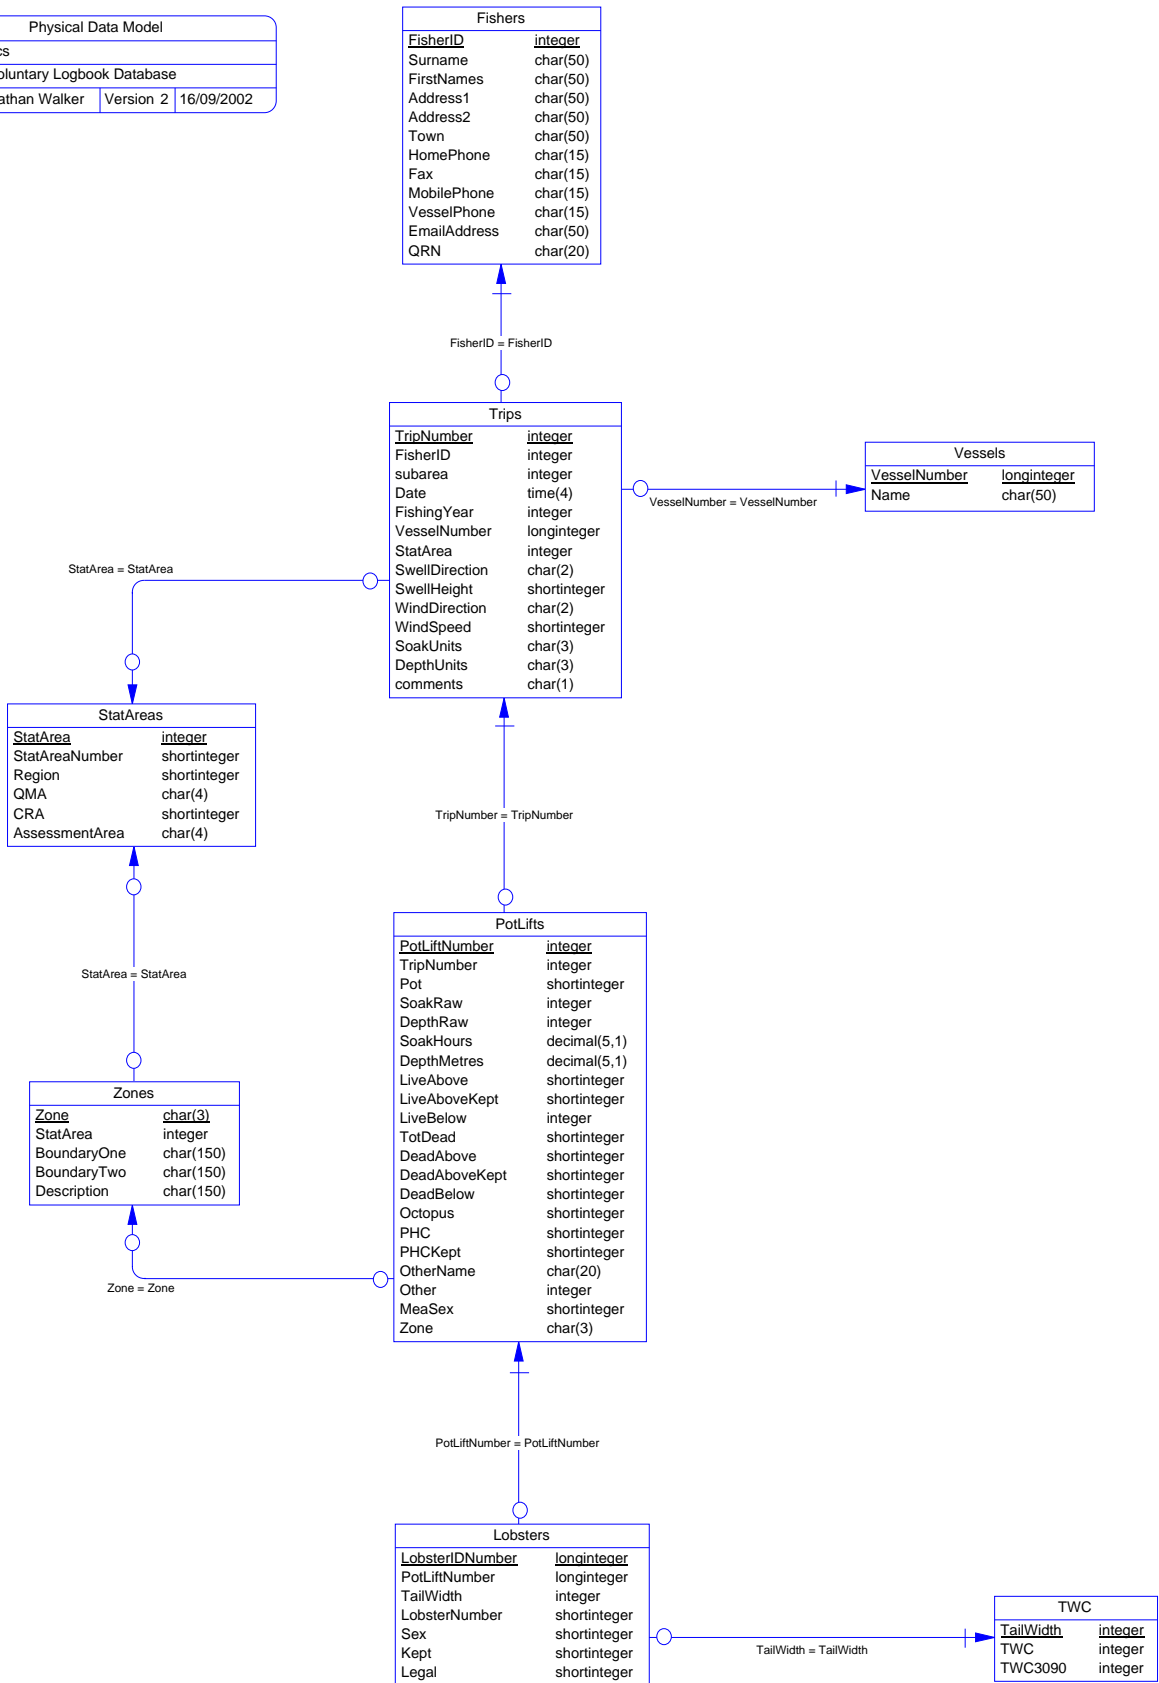 Physical Data Model
cs
oluntary Logbook Database
athan Walker Version 2 16/09/2002
Fishers
FisherID integer
Surname char(50)
FirstNames char(50)
Address1 char(50)
Address2 char(50)
Town char(50)
HomePhone char(15)
Fax char(15)
MobilePhone char(15)
VesselPhone char(15)
EmailAddress char(50)
QRN char(20)
FisherID = FisherID
Trips
TripNumber integer
FisherID integer
subarea integer
Date time(4)
FishingYear integer
VesselNumber longinteger
StatArea integer
SwellDirection char(2)
SwellHeight shortinteger
WindDirection char(2)
WindSpeed shortinteger
SoakUnits char(3)
DepthUnits char(3)
comments char(1)
VesselNumber = VesselNumber
Vessels
VesselNumber longinteger
Name char(50)
StatArea = StatArea
StatAreas
StatArea integer
StatAreaNumber shortinteger
Region shortinteger
QMA char(4)
CRA shortinteger
AssessmentArea char(4)
TripNumber = TripNumber
StatArea = StatArea
PotLifts
PotLiftNumber integer
TripNumber integer
Pot shortinteger
SoakRaw integer
DepthRaw integer
SoakHours decimal(5,1)
DepthMetres decimal(5,1)
LiveAbove shortinteger
LiveAboveKept shortinteger
LiveBelow integer
TotDead shortinteger
DeadAbove shortinteger
DeadAboveKept shortinteger
DeadBelow shortinteger
Octopus shortinteger
PHC shortinteger
PHCKept shortinteger
OtherName char(20)
Other integer
MeaSex shortinteger
Zone char(3)
Zones
Zone char(3)
StatArea integer
BoundaryOne char(150)
BoundaryTwo char(150)
Description char(150)
Zone = Zone
PotLiftNumber = PotLiftNumber
Lobsters
LobsterIDNumber longinteger
PotLiftNumber longinteger
TailWidth integer
LobsterNumber shortinteger
Sex shortinteger
Kept shortinteger
Legal shortinteger
TailWidth = TailWidth
TWC
TailWidth integer
TWC integer
TWC3090 integer